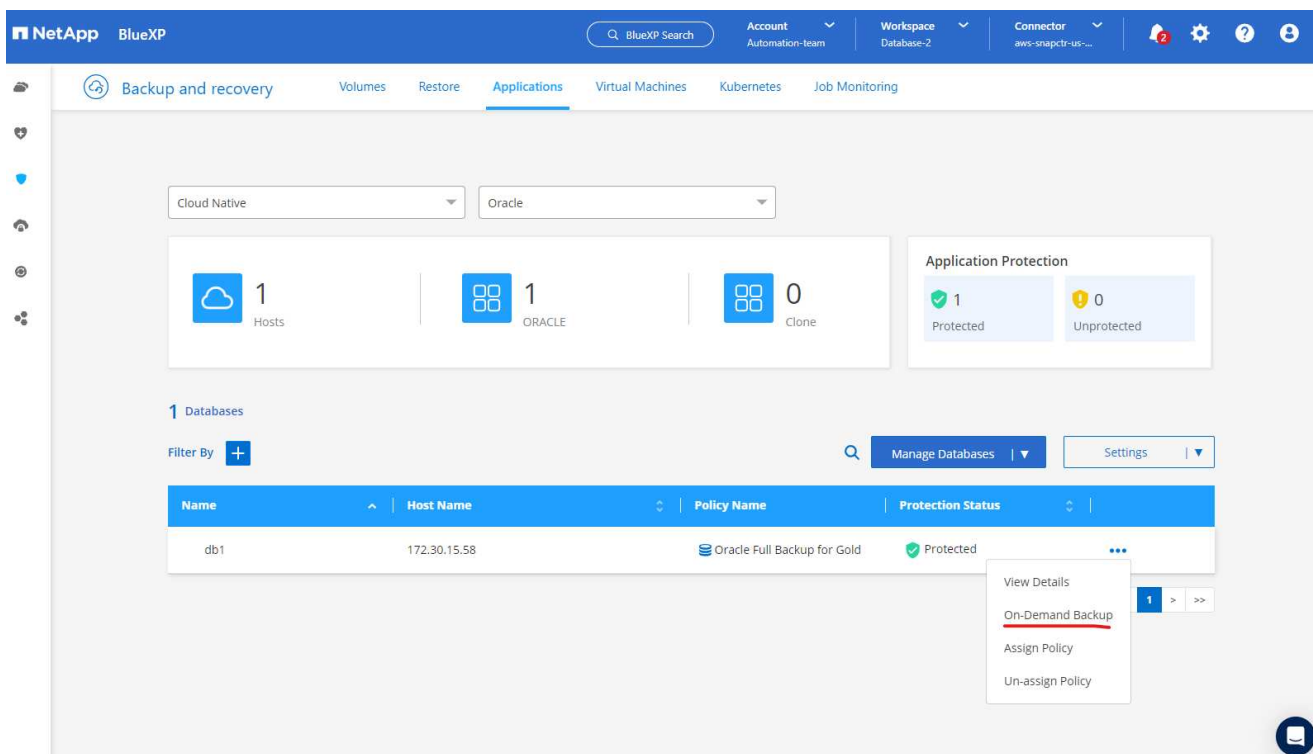 NetApp BlueXP
BlueXP Search
Account
Automation-team
Workspace
Database-2
Connector
aws-snapctr-us-...
2
Backup and recovery
Volumes
Restore
Applications
Virtual Machines
Kubernetes
Job Monitoring
Cloud Native
Oracle
1
Hosts
1
ORACLE
0
Clone
Application Protection
1
Protected
0
Unprotected
1 Databases
Filter By +
Manage Databases | ▼
Settings | ▼
Name
Host Name
Policy Name
Protection Status
db1
172.30.15.58
Oracle Full Backup for Gold
Protected
•••
View Details
On-Demand Backup
Assign Policy
Un-assign Policy
1 > >>